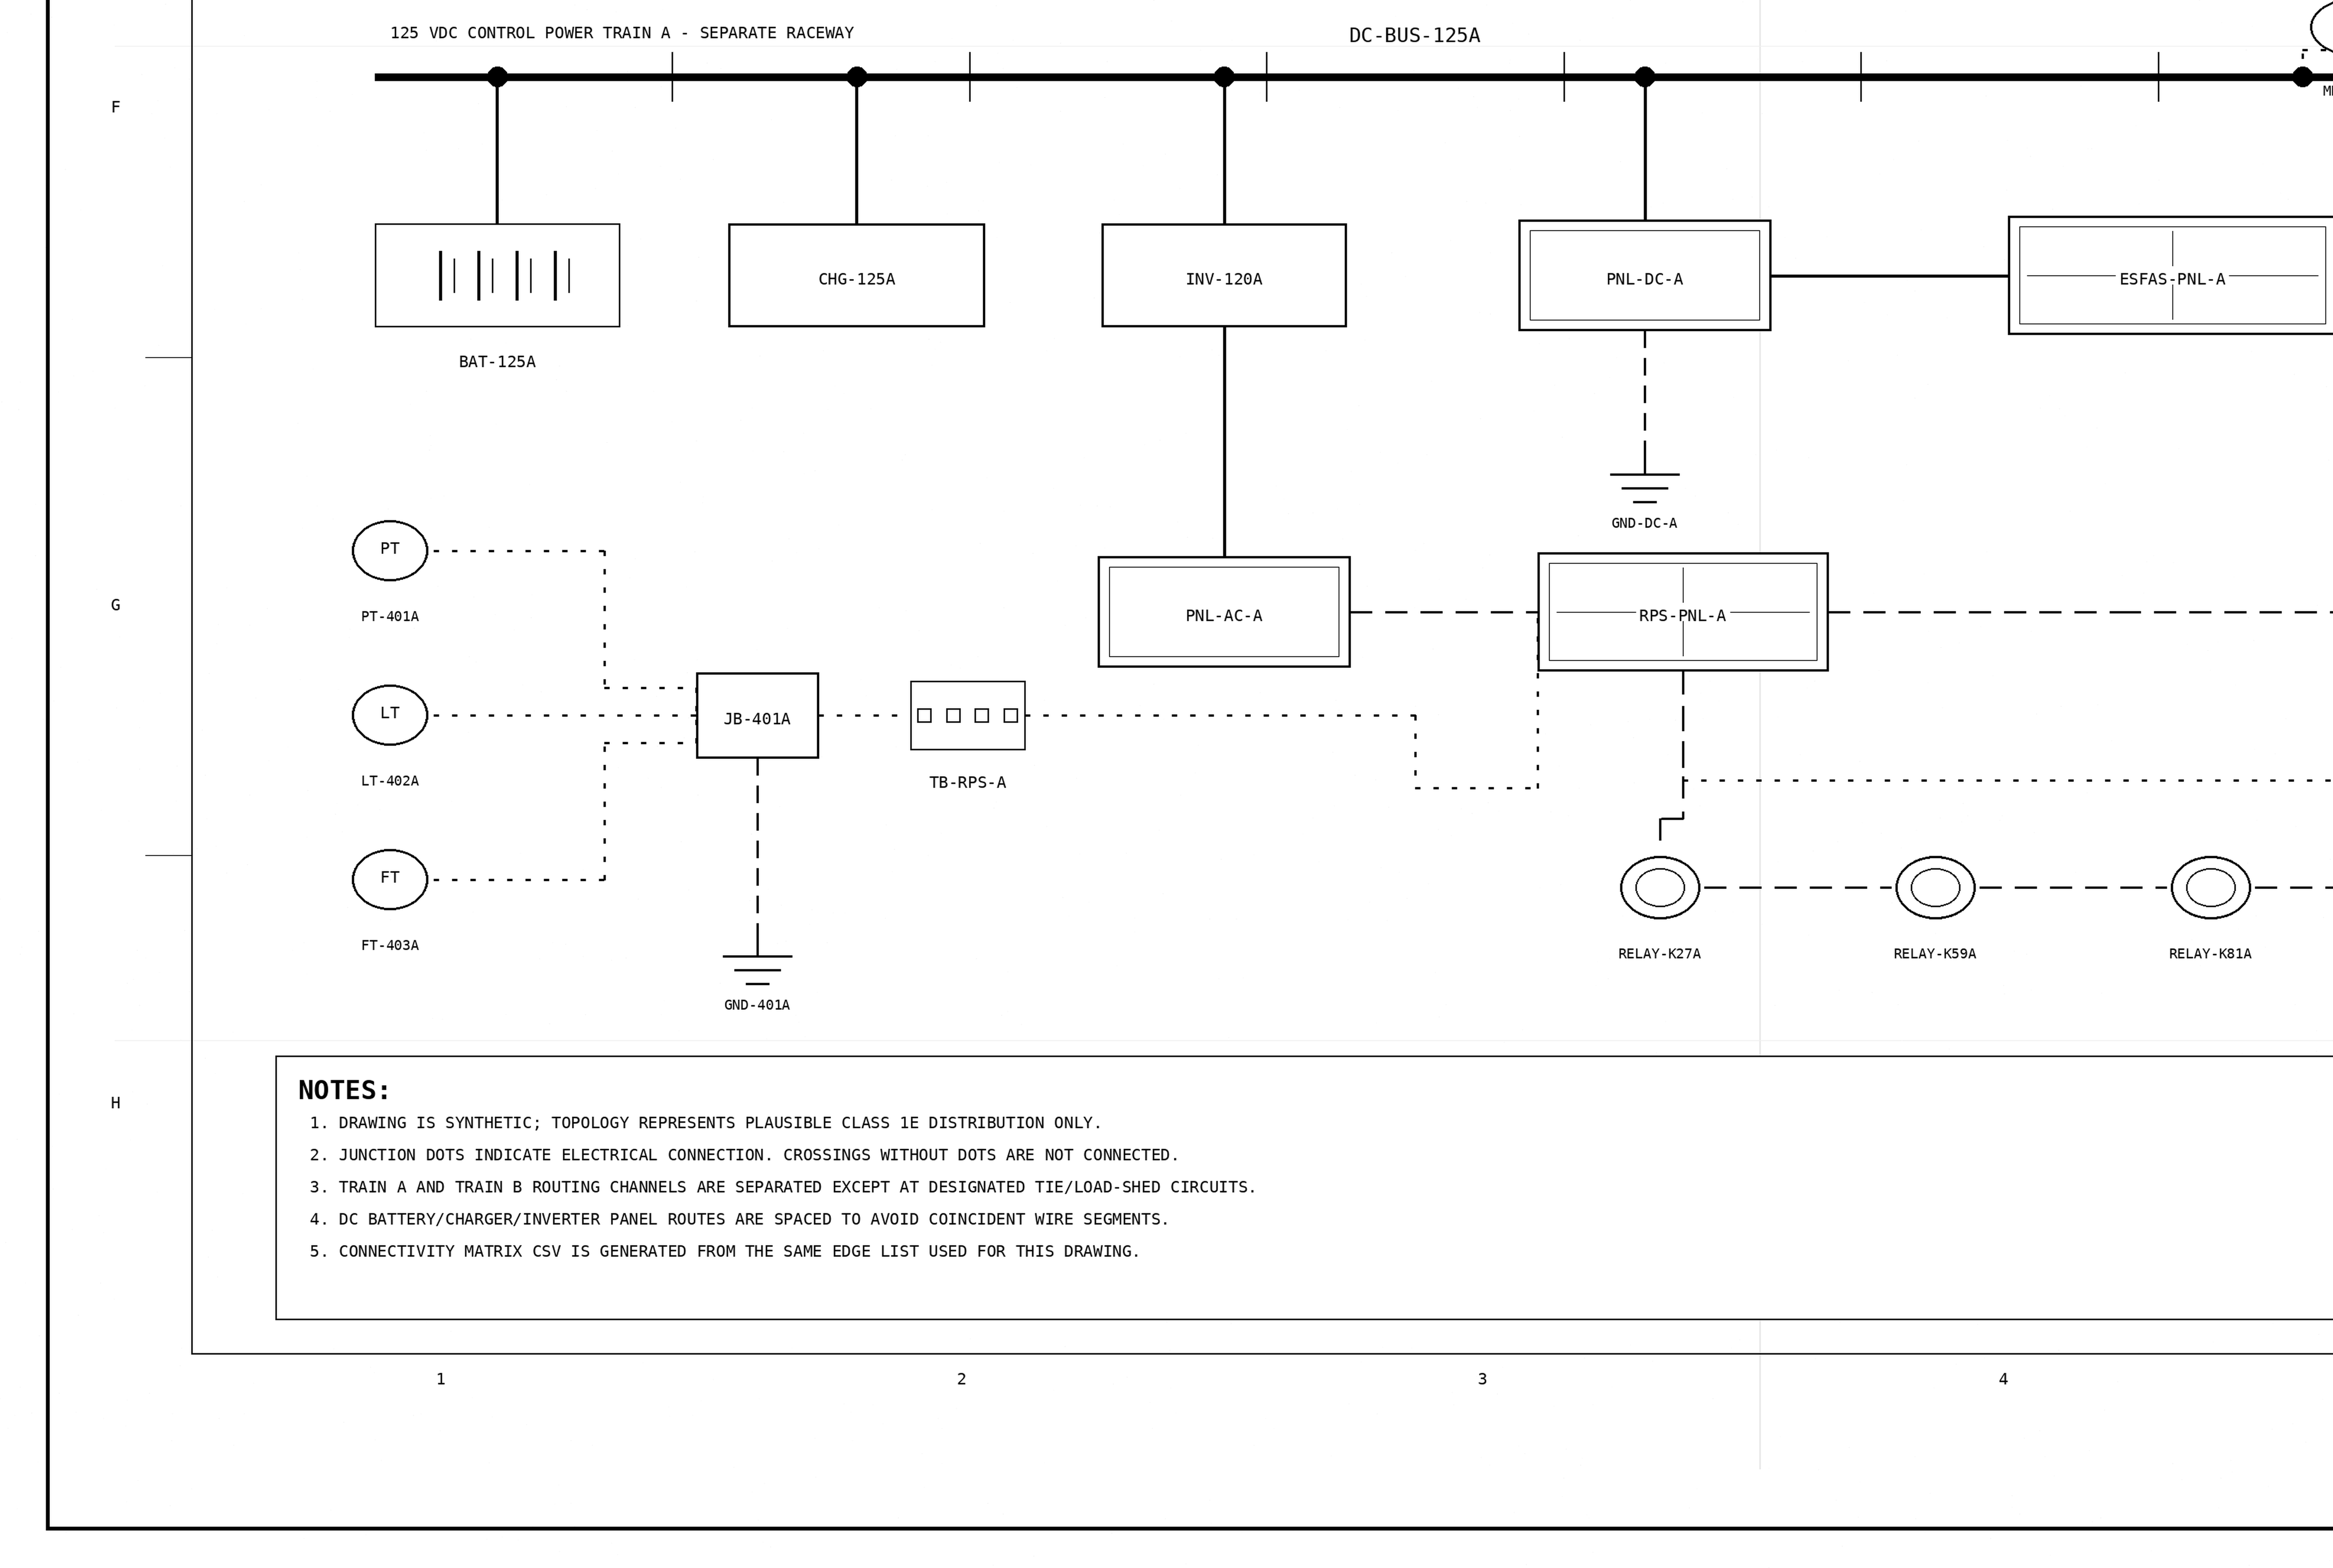 125 VDC CONTROL POWER TRAIN A - SEPARATE RACEWAY
DC-BUS-125A
F
CHG-125A
INV-120A
PNL-DC-A
ESFAS-PNL-A
BAT-125A
GND-DC-A
PT
PT-401A
G
PNL-AC-A
RPS-PNL-A
LT
JB-401A
LT-402A
TB-RPS-A
FT
FT-403A
RELAY-K27A
RELAY-K59A
RELAY-K81A
GND-401A
H
NOTES:
1. DRAWING IS SYNTHETIC; TOPOLOGY REPRESENTS PLAUSIBLE CLASS 1E DISTRIBUTION ONLY.
2. JUNCTION DOTS INDICATE ELECTRICAL CONNECTION. CROSSINGS WITHOUT DOTS ARE NOT CONNECTED.
3. TRAIN A AND TRAIN B ROUTING CHANNELS ARE SEPARATED EXCEPT AT DESIGNATED TIE/LOAD-SHED CIRCUITS.
4. DC BATTERY/CHARGER/INVERTER PANEL ROUTES ARE SPACED TO AVOID COINCIDENT WIRE SEGMENTS.
5. CONNECTIVITY MATRIX CSV IS GENERATED FROM THE SAME EDGE LIST USED FOR THIS DRAWING.
1 2 3 4